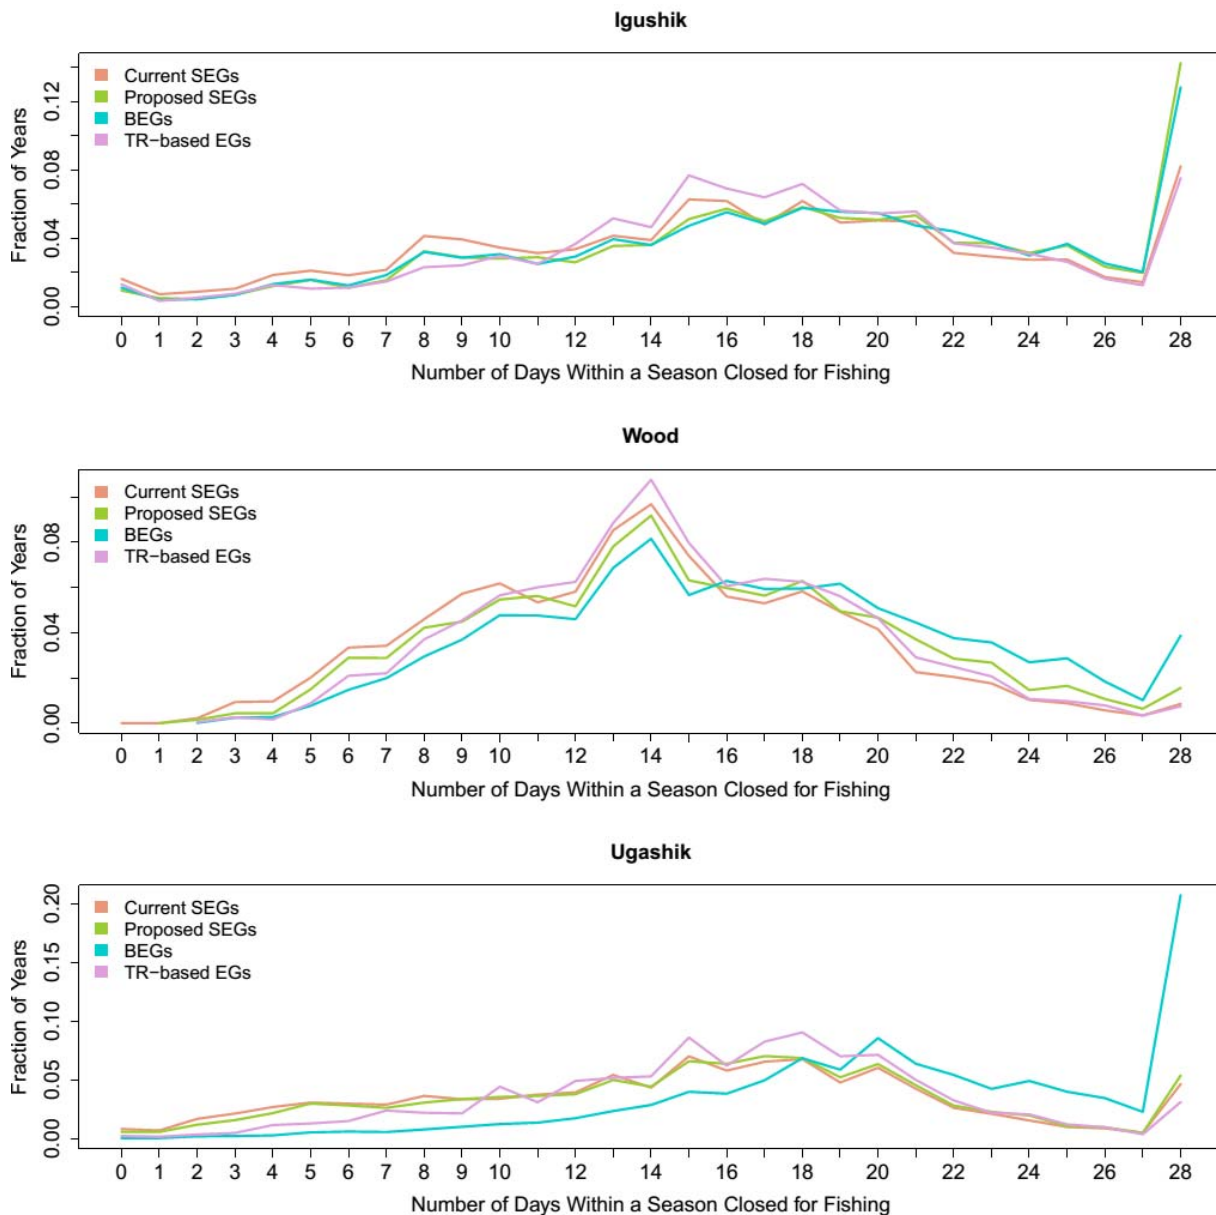 Igushik
Current SEGs
Proposed SEGs
BEGs
TR−based EGs
Fraction of Years
0.00 0.04 0.08 0.12
0 1 2 3 4 5 6 7 8 9 10 12 14 16 18 20 22 24 26 28
Number of Days Within a Season Closed for Fishing
Wood
Current SEGs
Proposed SEGs
BEGs
TR−based EGs
Fraction of Years
0.00 0.04 0.08
0 1 2 3 4 5 6 7 8 9 10 12 14 16 18 20 22 24 26 28
Number of Days Within a Season Closed for Fishing
Ugashik
Current SEGs
Proposed SEGs
BEGs
TR−based EGs
Fraction of Years
0.00 0.05 0.10 0.15 0.20
0 1 2 3 4 5 6 7 8 9 10 12 14 16 18 20 22 24 26 28
Number of Days Within a Season Closed for Fishing